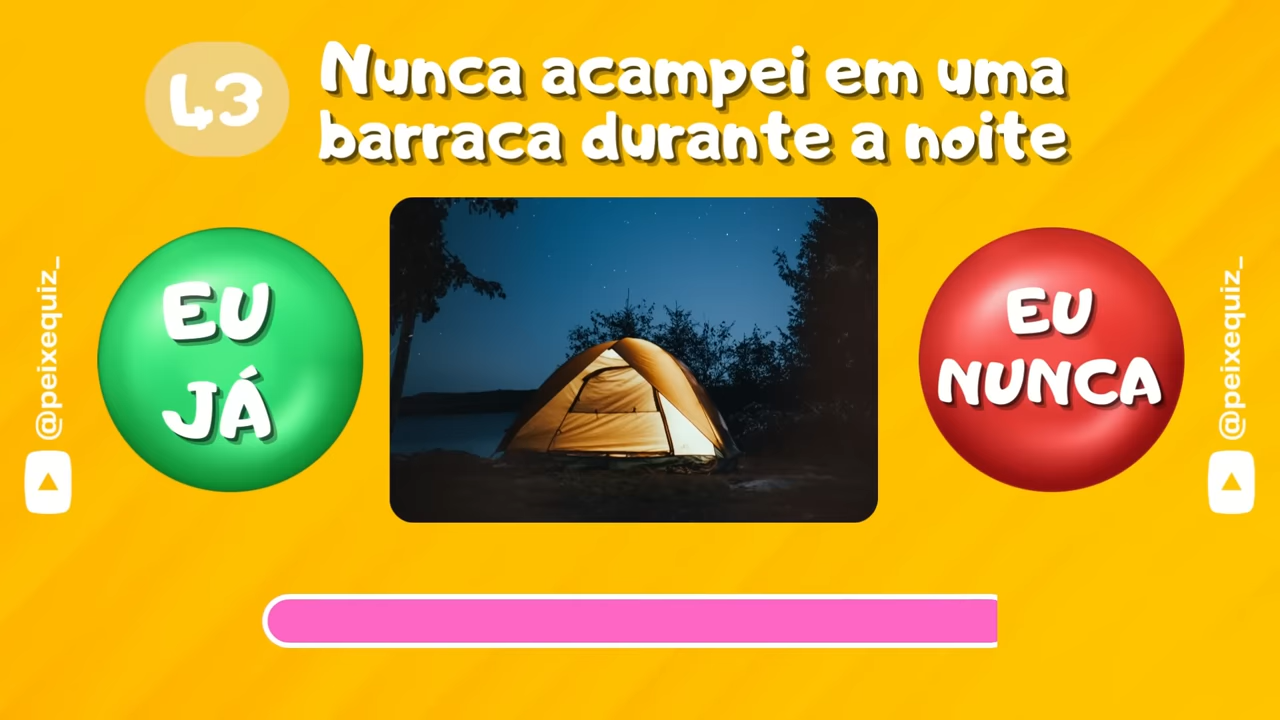 43
Nunca acampei em uma
barraca durante a noite
EU
JÁ
EU
NUNCA
@peixequiz_
@peixequiz_